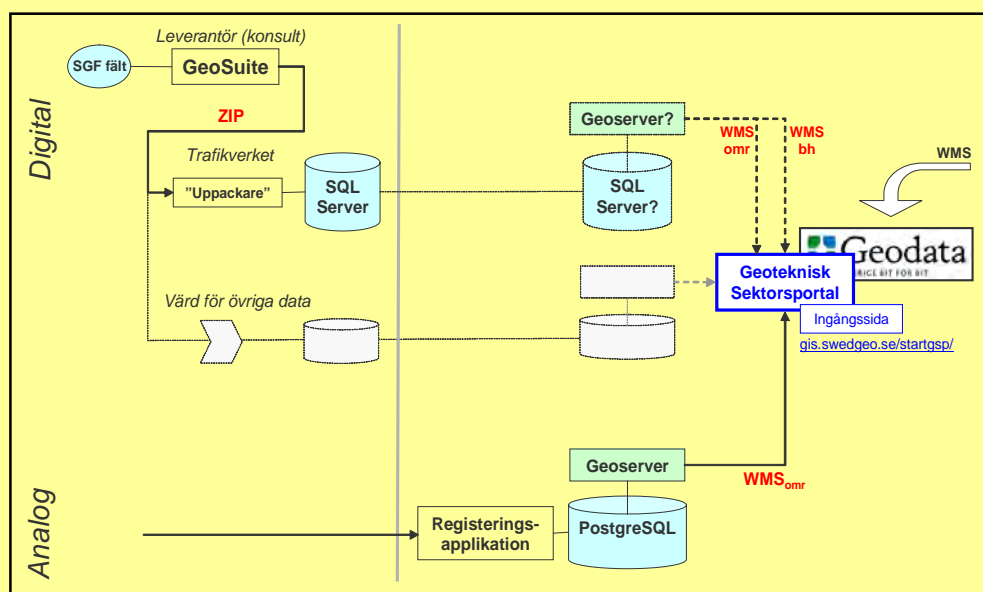 Leverantör (konsult)
SGF fält
GeoSuite
Digital
ZIP
Trafikverket
”Uppackare”
SQL
Server
Geoserver?
WMS
omr
WMS
bh
SQL
Server?
WMS
Geodata
Geoteknisk
Sektorsportal
Ingångssida
gis.swedgeo.se/startgsp/
Värd för övriga data
Analog
Geoserver
WMSomr
Registerings-
applikation
PostgreSQL